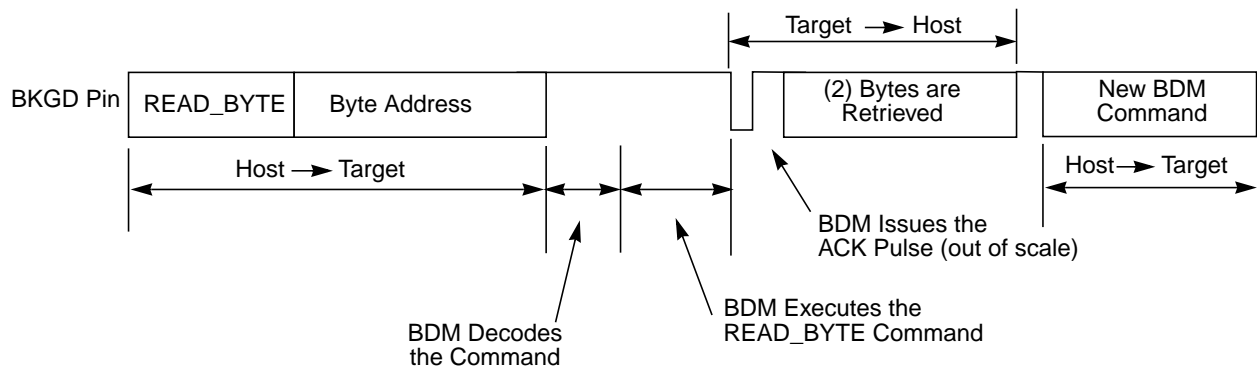 Target → Host
BKGD Pin
READ_BYTE
Byte Address
(2) Bytes are
Retrieved
New BDM
Command
Host → Target
Host → Target
BDM Issues the
ACK Pulse (out of scale)
BDM Executes the
READ_BYTE Command
BDM Decodes
the Command